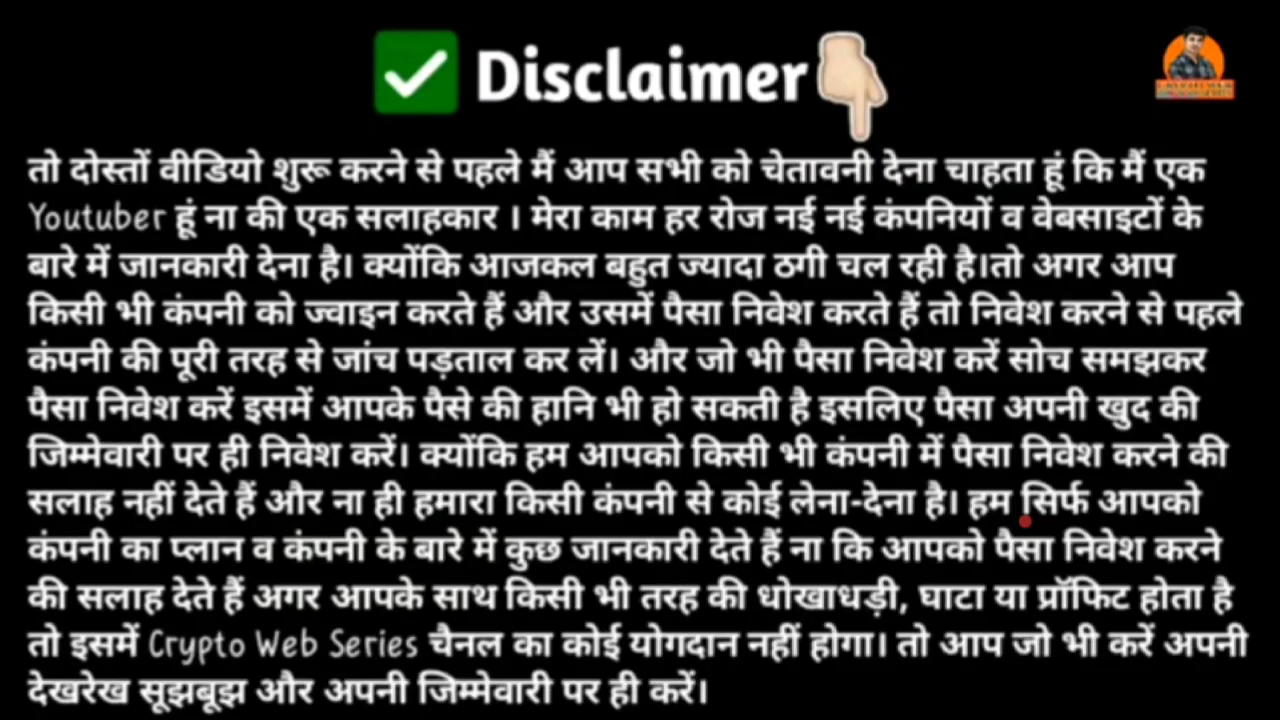 ✅ Disclaimer👇
तो दोस्तों वीडियो शुरू करने से पहले मैं आप सभी को चेतावनी देना चाहता हूं कि मैं एक
Youtuber हूं ना की एक सलाहकार । मेरा काम हर रोज नई नई कंपनियों व वेबसाइटों के
बारे में जानकारी देना है। क्योंकि आजकल बहुत ज्यादा ठगी चल रही है।तो अगर आप
किसी भी कंपनी को ज्वाइन करते हैं और उसमें पैसा निवेश करते हैं तो निवेश करने से पहले
कंपनी की पूरी तरह से जांच पड़ताल कर लें। और जो भी पैसा निवेश करें सोच समझकर
पैसा निवेश करें इसमें आपके पैसे की हानि भी हो सकती है इसलिए पैसा अपनी खुद की
जिम्मेवारी पर ही निवेश करें। क्योंकि हम आपको किसी भी कंपनी में पैसा निवेश करने की
सलाह नहीं देते हैं और ना ही हमारा किसी कंपनी से कोई लेना-देना है। हम सिर्फ आपको
कंपनी का प्लान व कंपनी के बारे में कुछ जानकारी देते हैं ना कि आपको पैसा निवेश करने
की सलाह देते हैं अगर आपके साथ किसी भी तरह की धोखाधड़ी, घाटा या प्रॉफिट होता है
तो इसमें Crypto Web Series चैनल का कोई योगदान नहीं होगा। तो आप जो भी करें अपनी
देखरेख सूझबूझ और अपनी जिम्मेवारी पर ही करें।